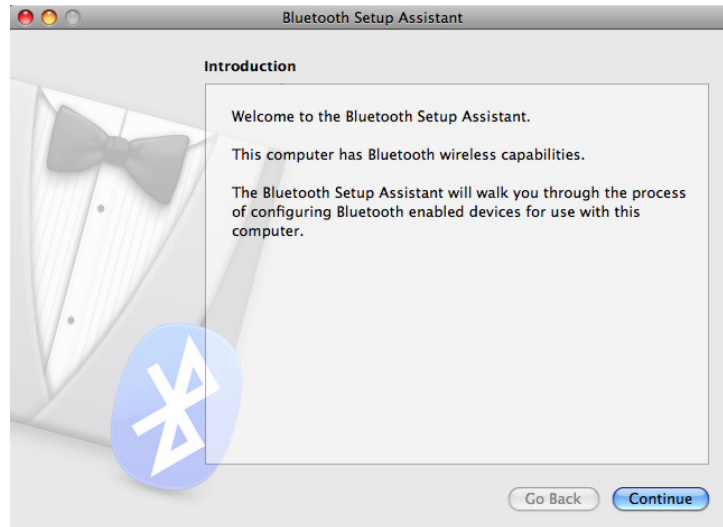 Bluetooth Setup Assistant
Introduction
Welcome to the Bluetooth Setup Assistant.
This computer has Bluetooth wireless capabilities.
The Bluetooth Setup Assistant will walk you through the process
of configuring Bluetooth enabled devices for use with this
computer.
Go Back
Continue